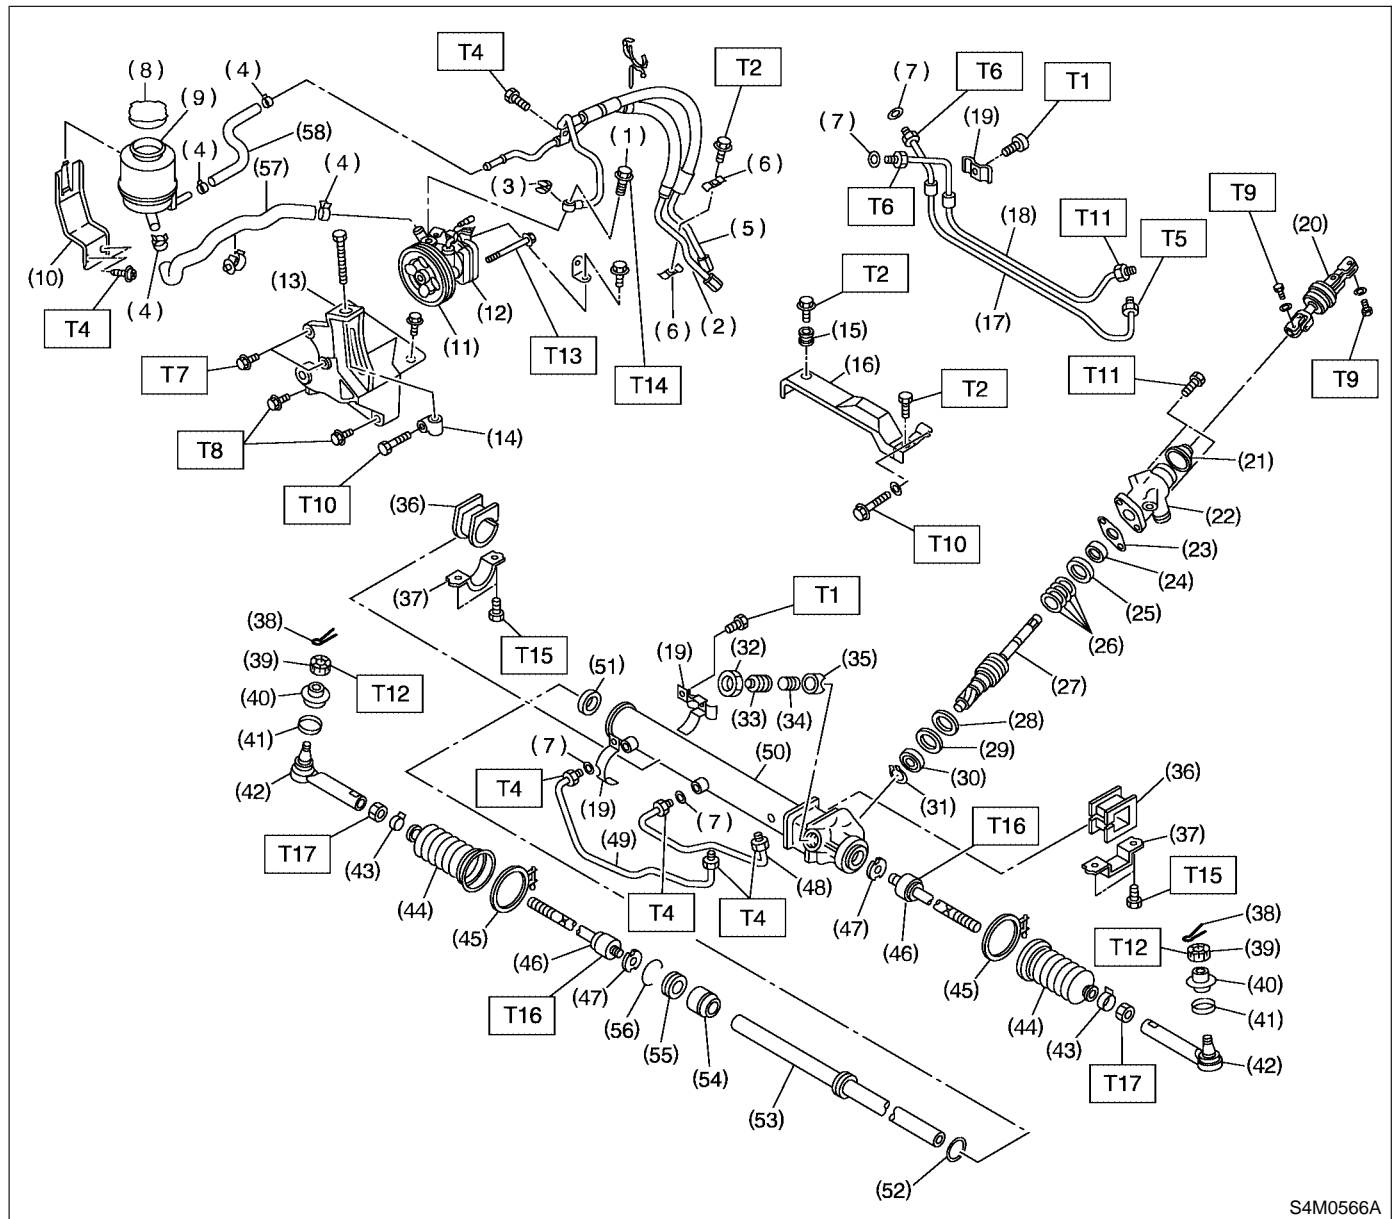 T4
T2
(8)
(4)
(9)
(58)
(4)
(57)
(4)
(10)
T4
(4)
(13)
(3)
(1)
(6)
(5)
(12)
(11)
(6)
(2)
T13
T14
T7
T8
(14)
T10
(7)
T6
(19)
T1
(7)
T6
(18)
T11
T5
(17)
T9
(20)
T9
T2
(15)
(16)
T2
T10
T11
(21)
(22)
(23)
(24)
(25)
(26)
(27)
(28)
(29)
(30)
(31)
(36)
(37)
T15
T1
(19)
(32)
(35)
(33)
(34)
(38)
(39)
T12
(40)
(41)
(42)
(51)
(50)
(7)
T4
(19)
(7)
(49)
(48)
T4
T4
T17
(43)
(44)
(45)
(46)
T16
(47)
(56)
(55)
(54)
(53)
(52)
T16
(47)
(46)
(45)
(44)
(43)
T17
(36)
(37)
T15
(38)
T12
(39)
(40)
(41)
(42)
S4M0566A